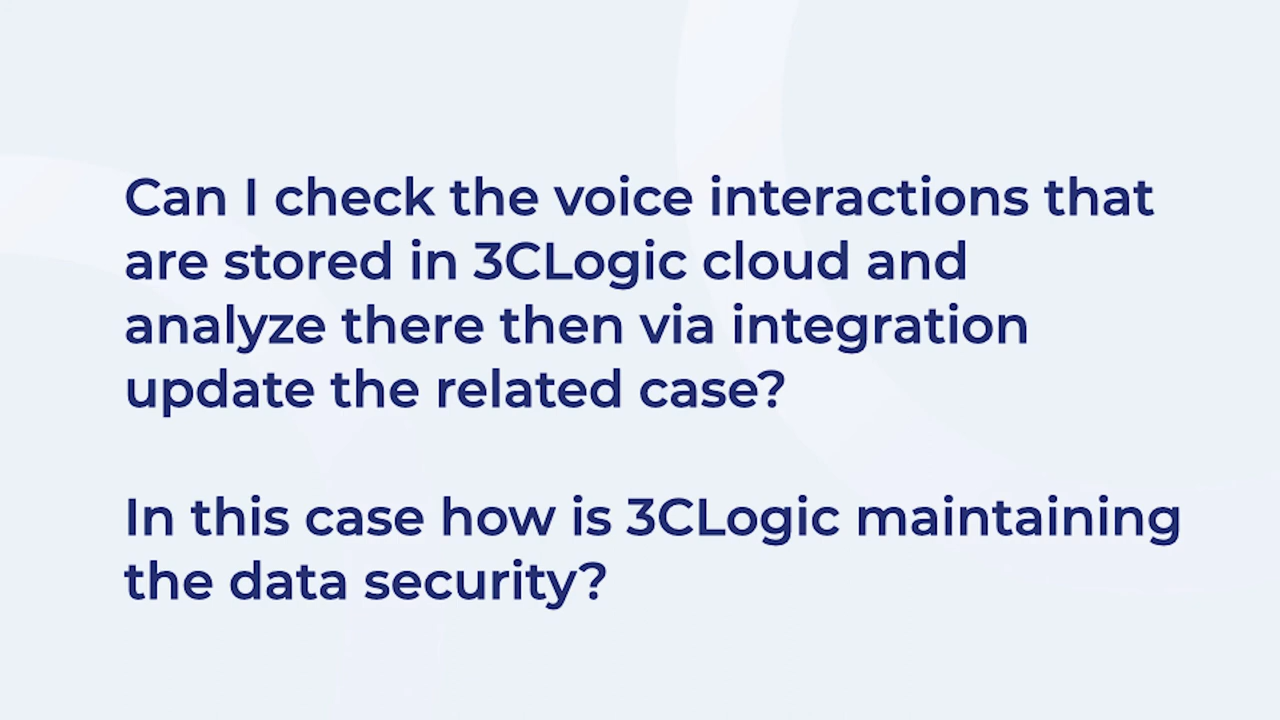 Can I check the voice interactions that
are stored in 3CLogic cloud and
analyze there then via integration
update the related case?
In this case how is 3CLogic maintaining
the data security?